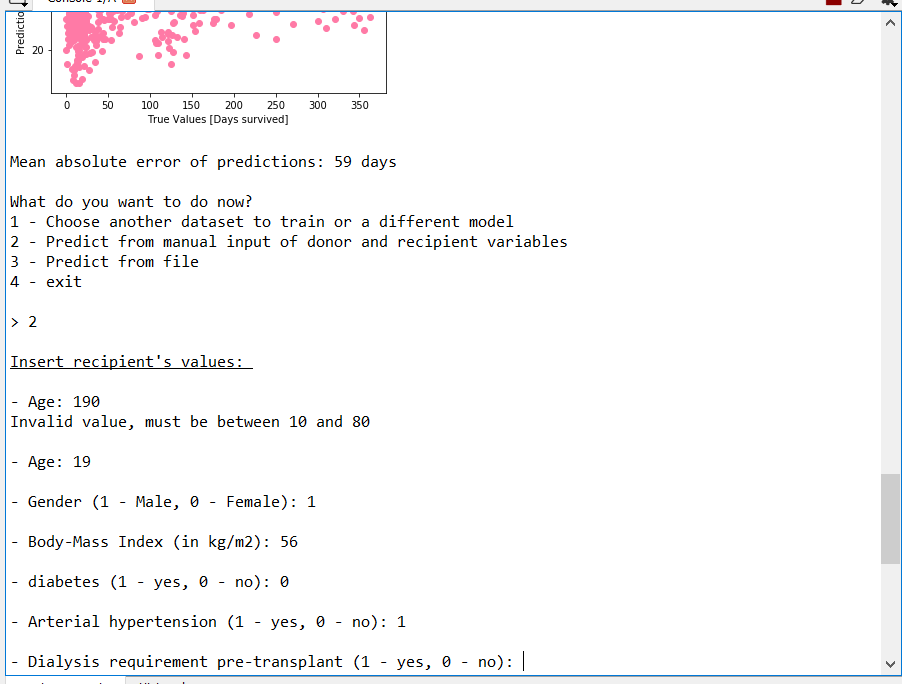 Predictio
20
0 50 100 150 200 250 300 350
True Values [Days survived]
Mean absolute error of predictions: 59 days
What do you want to do now?
1 - Choose another dataset to train or a different model
2 - Predict from manual input of donor and recipient variables
3 - Predict from file
4 - exit
> 2
Insert recipient's values:
- Age: 190
Invalid value, must be between 10 and 80
- Age: 19
- Gender (1 - Male, 0 - Female): 1
- Body-Mass Index (in kg/m2): 56
- diabetes (1 - yes, 0 - no): 0
- Arterial hypertension (1 - yes, 0 - no): 1
- Dialysis requirement pre-transplant (1 - yes, 0 - no):